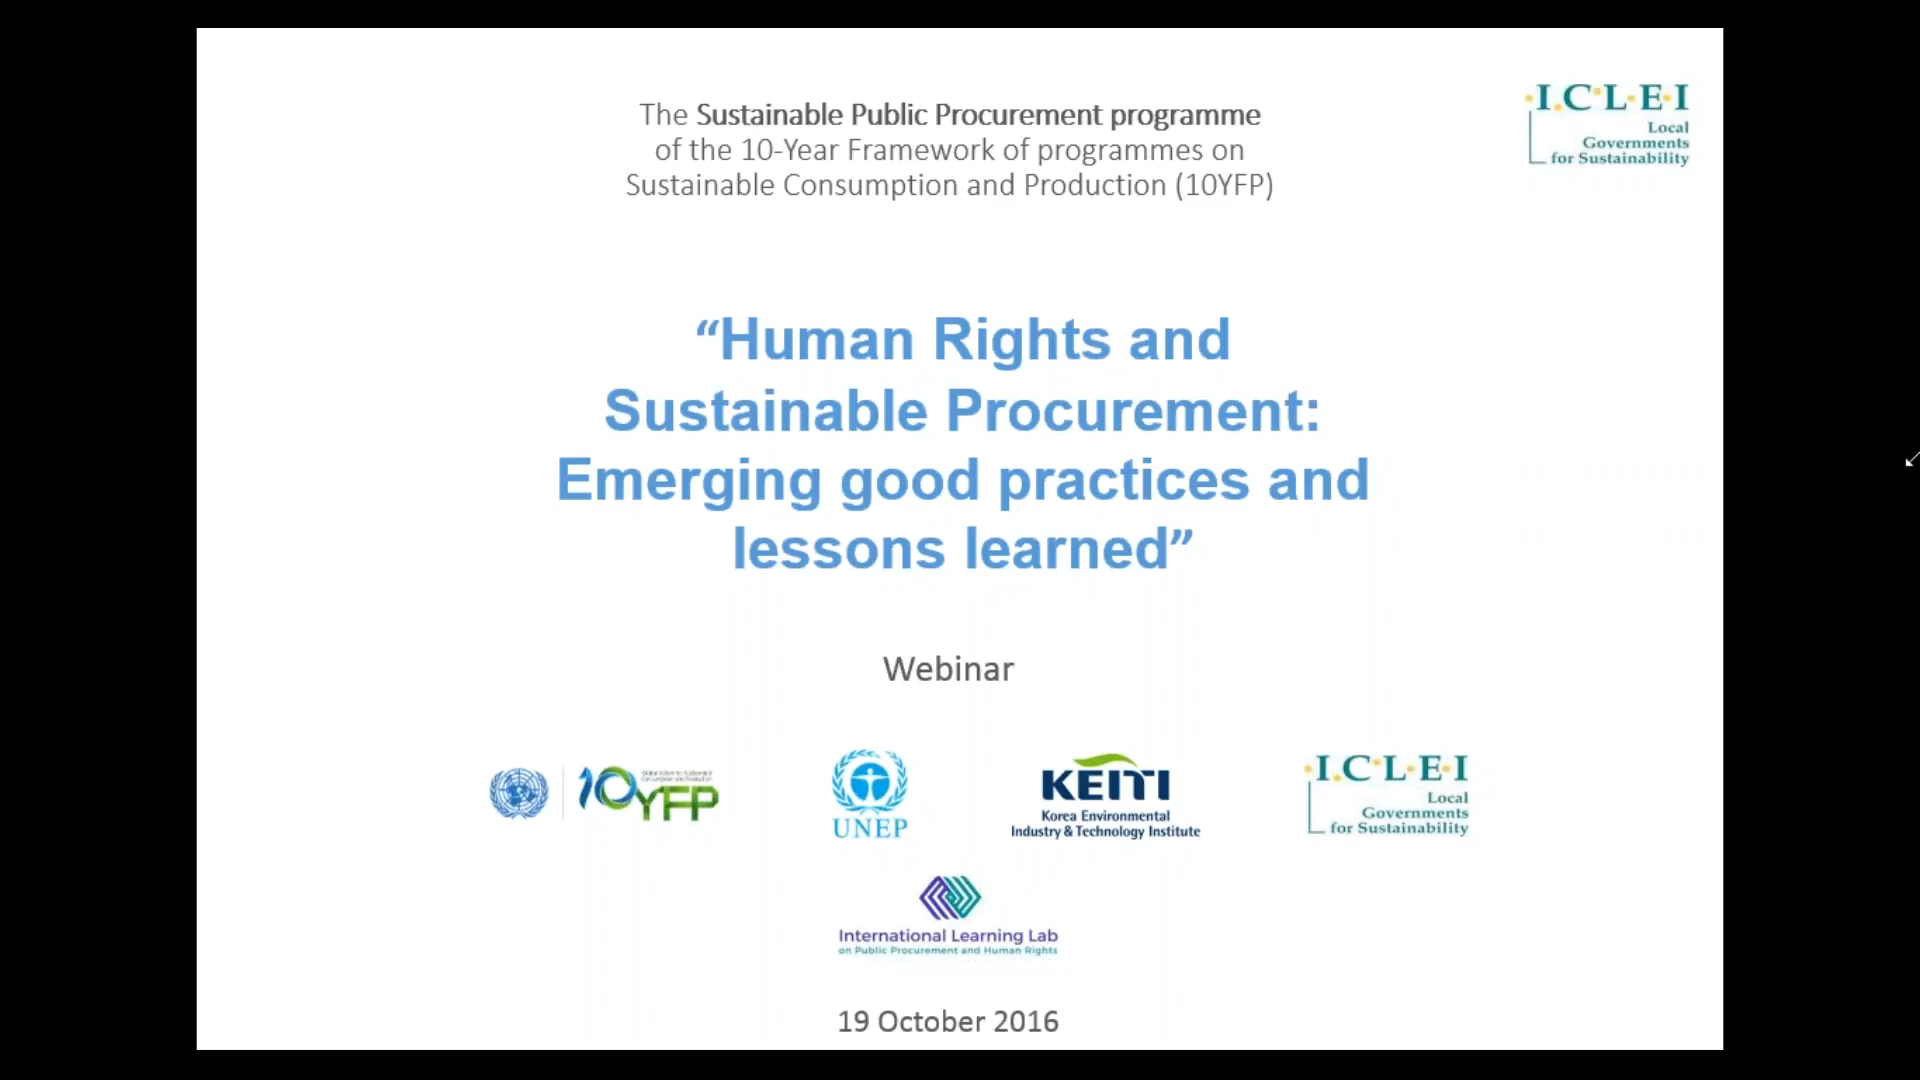 The Sustainable Public Procurement programme
of the 10-Year Framework of programmes on
Sustainable Consumption and Production (10YFP)
I.C.L.E.I
Local
Governments
for Sustainability
“Human Rights and
Sustainable Procurement:
Emerging good practices and
lessons learned”
Webinar
10YFP
UNEP
KEITI
Korea Environmental
Industry & Technology Institute
I.C.L.E.I
Local
Governments
for Sustainability
International Learning Lab
on Public Procurement and Human Rights
19 October 2016